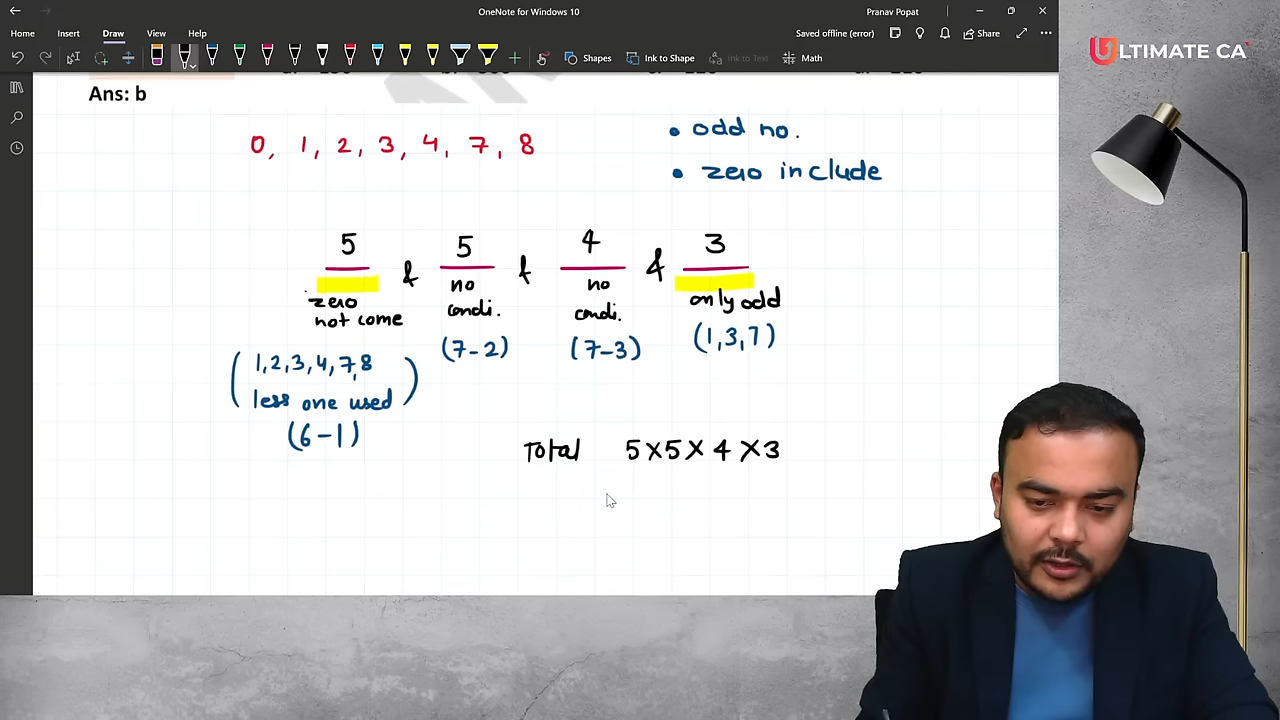 OneNote for Windows 10
Pranav Popat
Home Insert Draw View Help
Saved offline (error)
Share
Shapes
Ink to Shape
Ink to Text
Math
ULTIMATE CA
Ans: b
0, 1, 2, 3, 4, 7, 8
• odd no.
• zero include
5 & 5 & 4 & 3
zero not come
no condi.
no condi.
only odd
(7-2)
(7-3)
(1,3,7)
(1,2,3,4,7,8
less one used)
(6-1)
Total 5×5×4×3